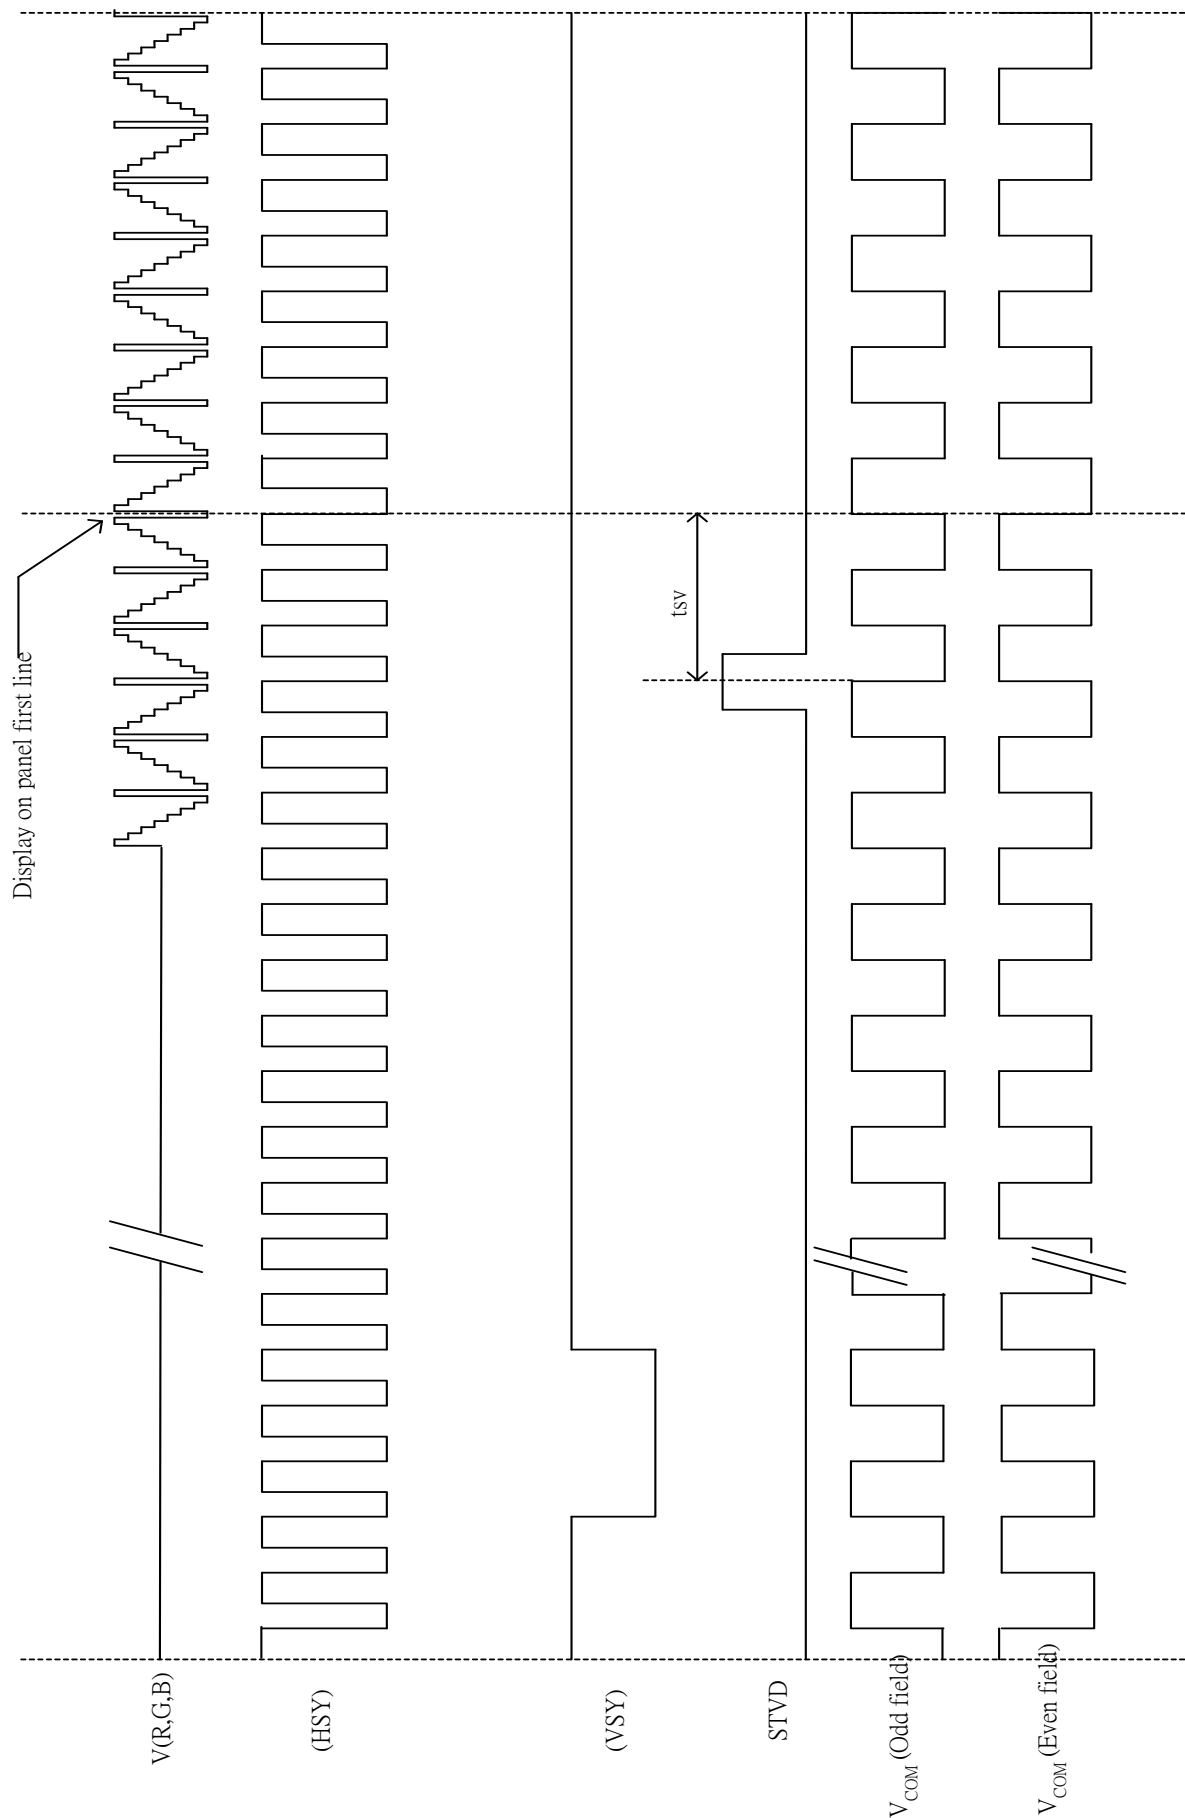 Display on panel first line
tsv
V(R,G,B)
(HSY)
(VSY)
STVD
VCOM (Odd field)
VCOM (Even field)